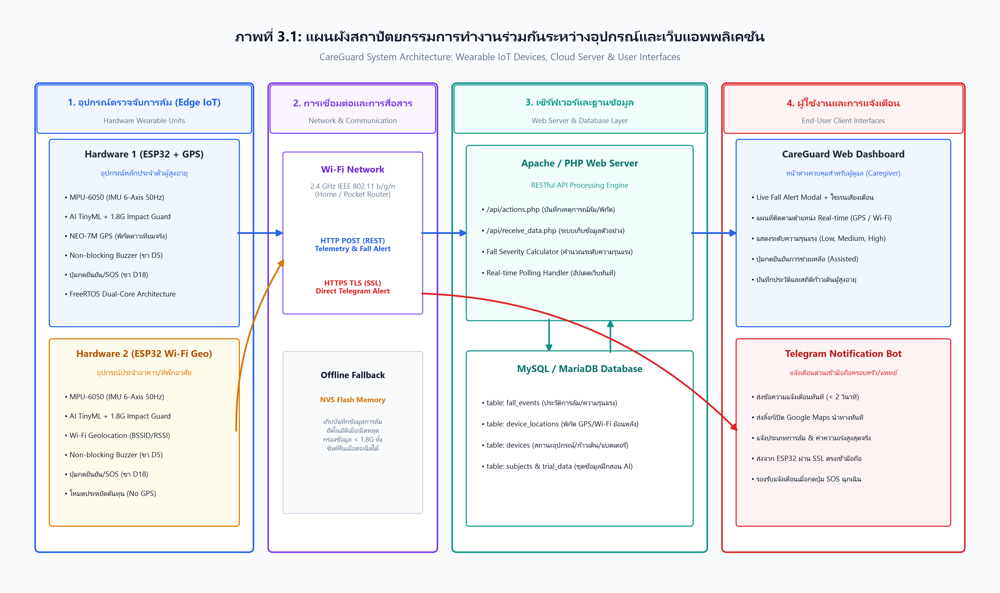 ภาพที่ 3.1: แผนผังสถาปัตยกรรมการทำงานร่วมกันระหว่างอุปกรณ์และเว็บแอพพลิเคชัน
CareGuard System Architecture: Wearable IoT Devices, Cloud Server & User Interfaces
1. อุปกรณ์ตรวจจับการล้ม (Edge IoT)
Hardware Wearable Units
Hardware 1 (ESP32 + GPS)
อุปกรณ์หลักประจำตัวผู้สูงอายุ
• MPU-6050 (IMU 6-Axis 50Hz)
• AI TinyML + 1.8G Impact Guard
• NEO-7M GPS (พิกัดดาวเทียมจริง)
• Non-blocking Buzzer (ขา D5)
• ปุ่มกดยืนยัน/SOS (ขา D18)
• FreeRTOS Dual-Core Architecture
Hardware 2 (ESP32 Wi-Fi Geo)
อุปกรณ์ประจำอาคาร/ที่พักอาศัย
• MPU-6050 (IMU 6-Axis 50Hz)
• AI TinyML + 1.8G Impact Guard
• Wi-Fi Geolocation (BSSID/RSSI)
• Non-blocking Buzzer (ขา D5)
• ปุ่มกดยืนยัน/SOS (ขา D18)
• โหมดประหยัดต้นทุน (No GPS)
2. การเชื่อมต่อและการสื่อสาร
Network & Communication
Wi-Fi Network
2.4 GHz IEEE 802.11 b/g/n
(Home / Pocket Router)
HTTP POST (REST)
Telemetry & Fall Alert
HTTPS TLS (SSL)
Direct Telegram Alert
Offline Fallback
NVS Flash Memory
เก็บบันทึกข้อมูลการล้ม
อัตโนมัติเมื่อเน็ตหลุด
กรองข้อมูล < 1.8G ทิ้ง
ซิงค์คืนเมื่อต่อเน็ตได้
3. เซิร์ฟเวอร์และฐานข้อมูล
Web Server & Database Layer
Apache / PHP Web Server
RESTful API Processing Engine
• /api/actions.php (บันทึกเหตุการณ์ล้ม/พิกัด)
• /api/receive_data.php (ระบบเก็บข้อมูลตัวอย่าง)
• Fall Severity Calculator (คำนวณระดับความรุนแรง)
• Real-time Polling Handler (อัปเดตเว็บทันที)
MySQL / MariaDB Database
• table: fall_events (ประวัติการล้ม/ความรุนแรง)
• table: device_locations (พิกัด GPS/Wi-Fi ย้อนหลัง)
• table: devices (สถานะอุปกรณ์/ก้าวเดิน/แบตเตอรี่)
• table: subjects & trial_data (ชุดข้อมูลฝึกสอน AI)
4. ผู้ใช้งานและการแจ้งเตือน
End-User Client Interfaces
CareGuard Web Dashboard
หน้าต่างควบคุมสำหรับผู้ดูแล (Caregiver)
• Live Fall Alert Modal + ไซเรนเสียงเตือน
• แผนที่ติดตามตำแหน่ง Real-time (GPS / Wi-Fi)
• แสดงระดับความรุนแรง (Low, Medium, High)
• ปุ่มกดยืนยันการช่วยเหลือ (Assisted)
• บันทึกประวัติและสถิติก้าวเดินผู้สูงอายุ
Telegram Notification Bot
แจ้งเตือนด่วนเข้ามือถือครอบครัว/แพทย์
• ส่งข้อความแจ้งเตือนทันที (< 2 วินาที)
• ส่งลิ้งก์เปิด Google Maps นำทางทันที
• แจ้งประเภทการล้ม & ค่าความเร่งสูงสุดจริง
• ส่งจาก ESP32 ผ่าน SSL ตรงเข้ามือถือ
• รองรับแจ้งเตือนเมื่อกดปุ่ม SOS ฉุกเฉิน